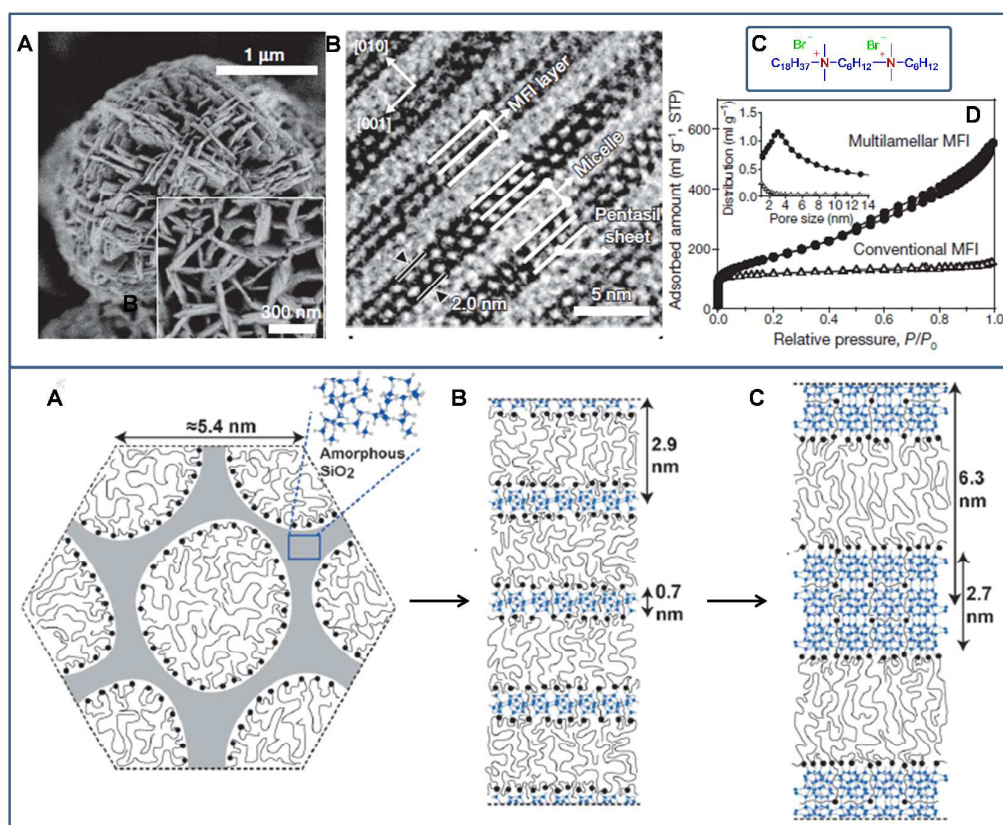 A
1 μm
B
300 nm
B
[010]
[001]
MFI layer
Micelle
Pentasil
sheet
2.0 nm
5 nm
C
Br⁻ Br⁻
C₁₈H₃₇–N⁺–C₆H₁₂–N⁺–C₆H₁₂
D
Adsorbed amount (ml g⁻¹, STP)
600
400
200
0
Distribution (ml g⁻¹)
1.5
1.0
0.5
0
2 4 6 8 10 12 14
Pore size (nm)
Multilamellar MFI
Conventional MFI
0.0 0.2 0.4 0.6 0.8 1.0
Relative pressure, P/P₀
A
≈5.4 nm
Amorphous
SiO₂
B
2.9
nm
0.7
nm
C
6.3
nm
2.7
nm